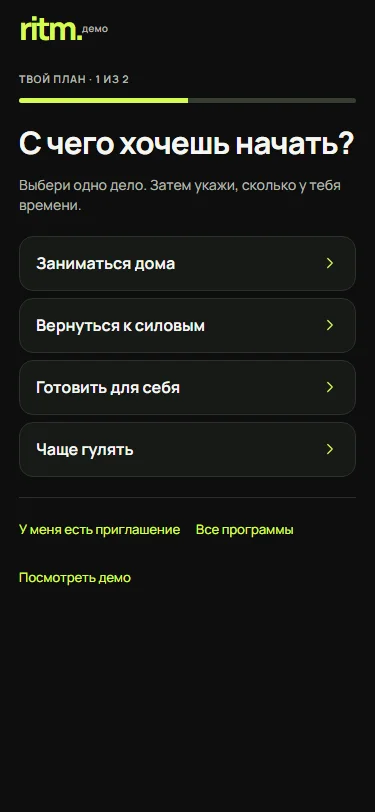 ritm. демо
ТВОЙ ПЛАН · 1 ИЗ 2
С чего хочешь начать?
Выбери одно дело. Затем укажи, сколько у тебя
времени.
Заниматься дома
Вернуться к силовым
Готовить для себя
Чаще гулять
У меня есть приглашение Все программы
Посмотреть демо